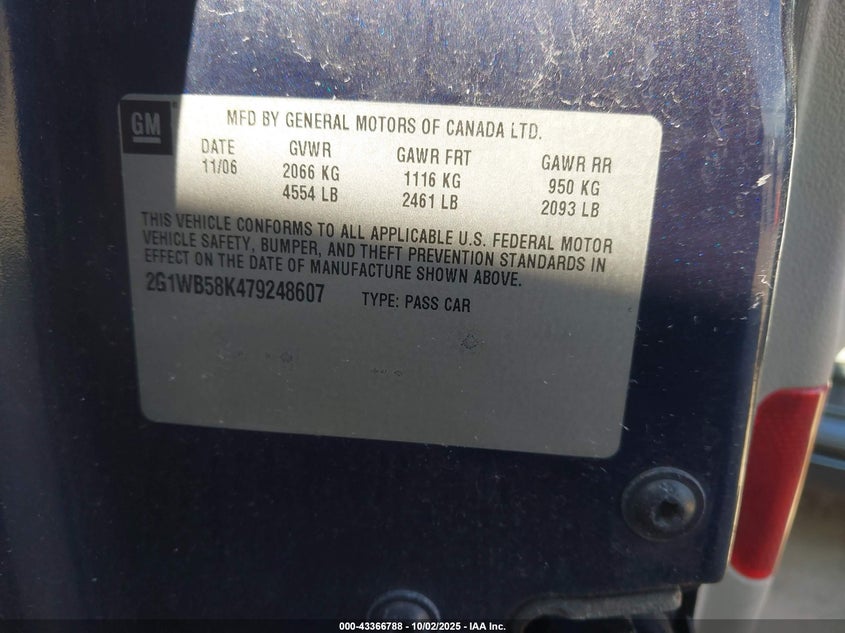 GM
MFD BY GENERAL MOTORS OF CANADA LTD.
DATE GVWR GAWR FRT GAWR RR
11/06 2066 KG 1116 KG 950 KG
4554 LB 2461 LB 2093 LB
THIS VEHICLE CONFORMS TO ALL APPLICABLE U.S. FEDERAL MOTOR
VEHICLE SAFETY, BUMPER, AND THEFT PREVENTION STANDARDS IN
EFFECT ON THE DATE OF MANUFACTURE SHOWN ABOVE.
2G1WB58K479248607 TYPE: PASS CAR
000-43366788 - 10/02/2025 - IAA Inc.